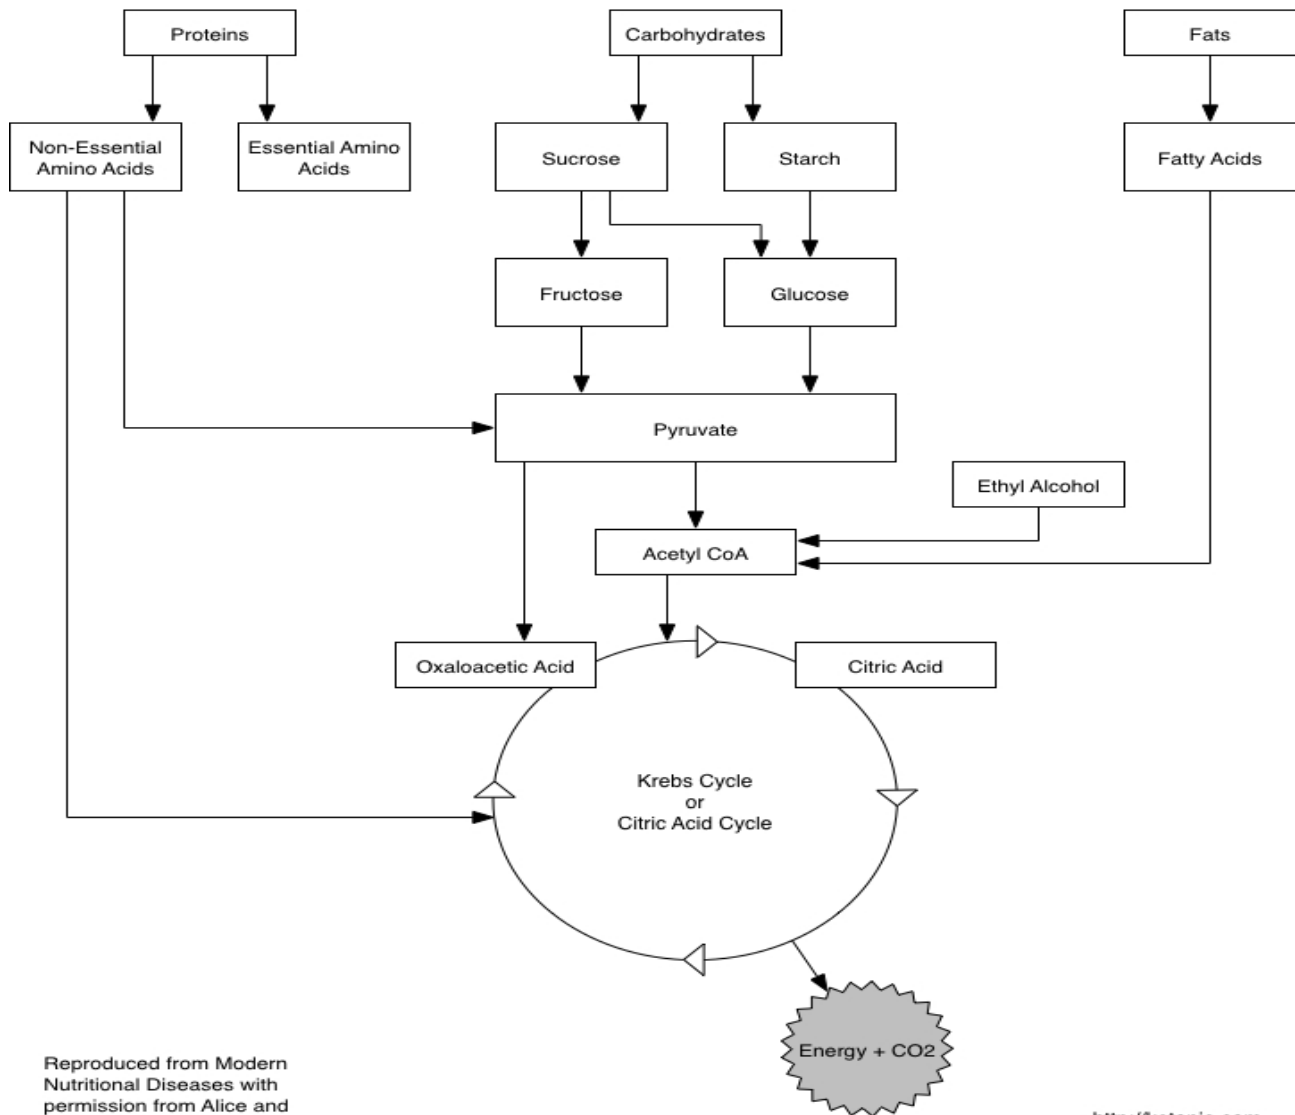 Proteins
Carbohydrates
Fats
Non-Essential
Amino Acids
Essential Amino
Acids
Sucrose
Starch
Fatty Acids
Fructose
Glucose
Pyruvate
Ethyl Alcohol
Acetyl CoA
Oxaloacetic Acid
Citric Acid
Krebs Cycle
or
Citric Acid Cycle
Energy + CO2
Reproduced from Modern
Nutritional Diseases with
permission from Alice and